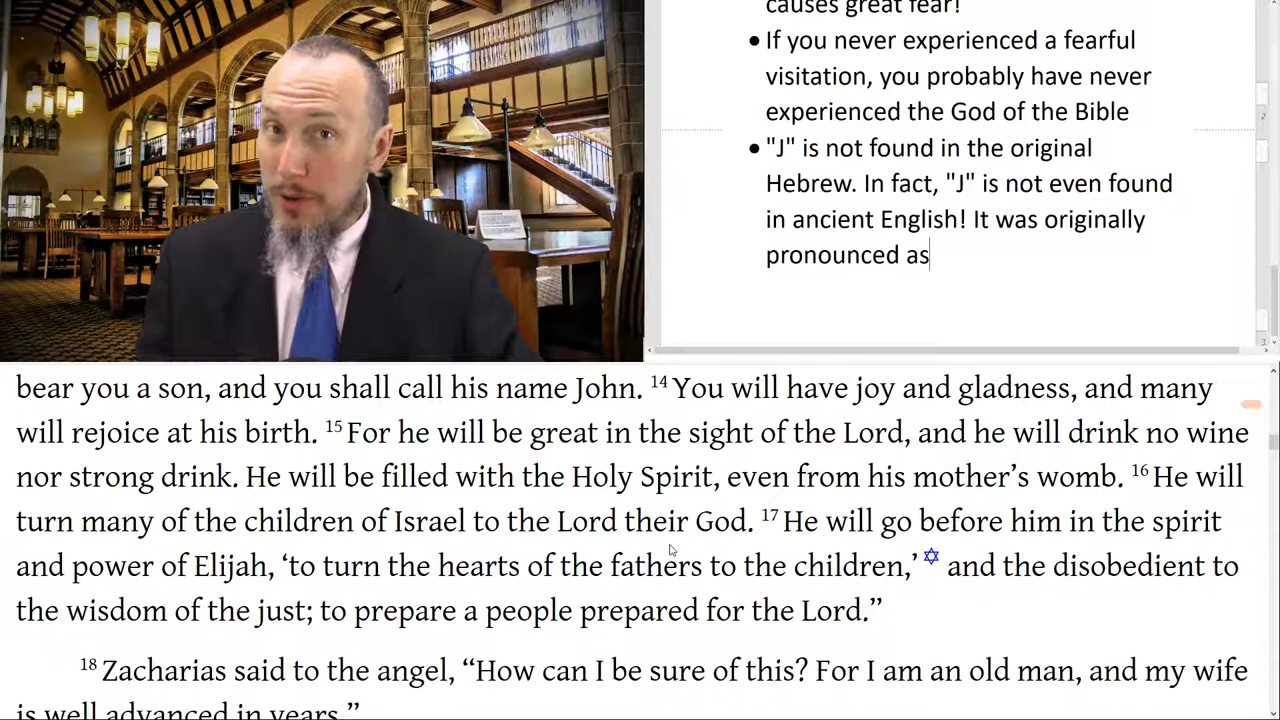 causes great fear!
• If you never experienced a fearful
visitation, you probably have never
experienced the God of the Bible
• "J" is not found in the original
Hebrew. In fact, "J" is not even found
in ancient English! It was originally
pronounced as
2
3
bear you a son, and you shall call his name John. 14 You will have joy and gladness, and many
will rejoice at his birth. 15 For he will be great in the sight of the Lord, and he will drink no wine
nor strong drink. He will be filled with the Holy Spirit, even from his mother’s womb. 16 He will
turn many of the children of Israel to the Lord their God. 17 He will go before him in the spirit
and power of Elijah, ‘to turn the hearts of the fathers to the children,’ ✡ and the disobedient to
the wisdom of the just; to prepare a people prepared for the Lord.”
18 Zacharias said to the angel, “How can I be sure of this? For I am an old man, and my wife
is well advanced in years.”